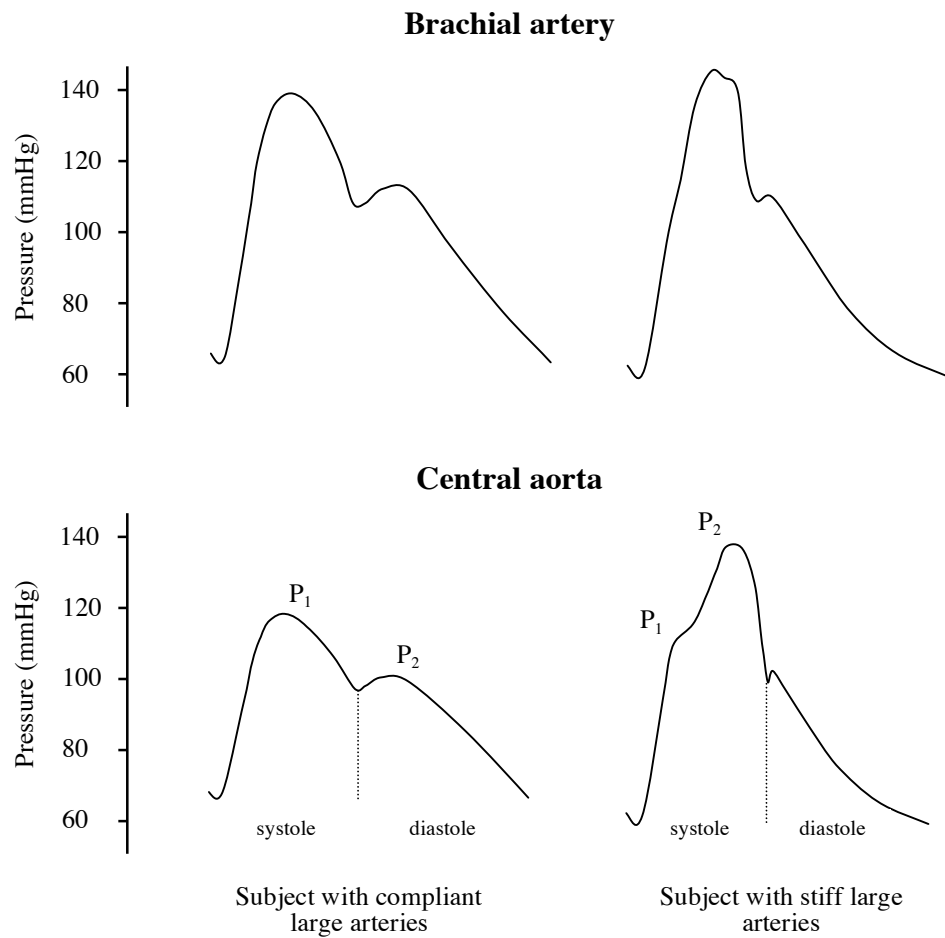 Brachial artery
Pressure (mmHg)
140
120
100
80
60
Central aorta
Pressure (mmHg)
140
120
100
80
60
P₁
P₂
systole
diastole
P₁
P₂
systole
diastole
Subject with compliant
large arteries
Subject with stiff large
arteries